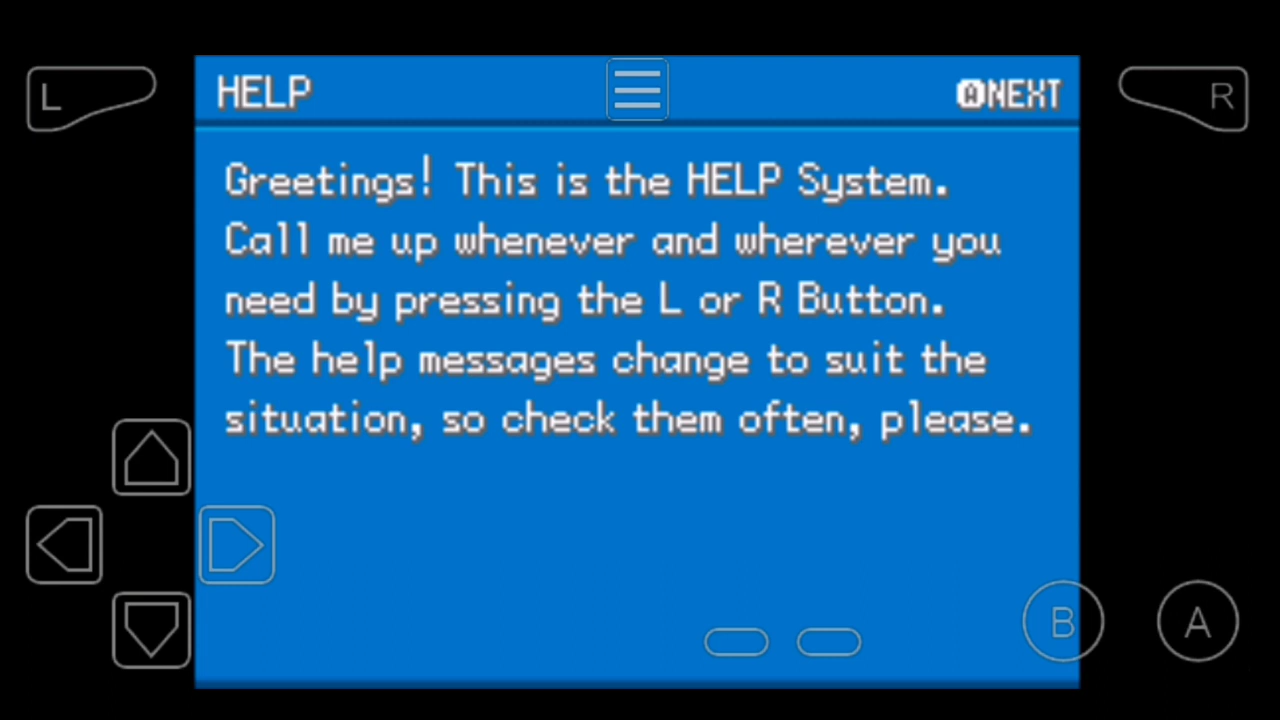 L
HELP
A NEXT
R
Greetings! This is the HELP System.
Call me up whenever and wherever you
need by pressing the L or R Button.
The help messages change to suit the
situation, so check them often, please.
B
A